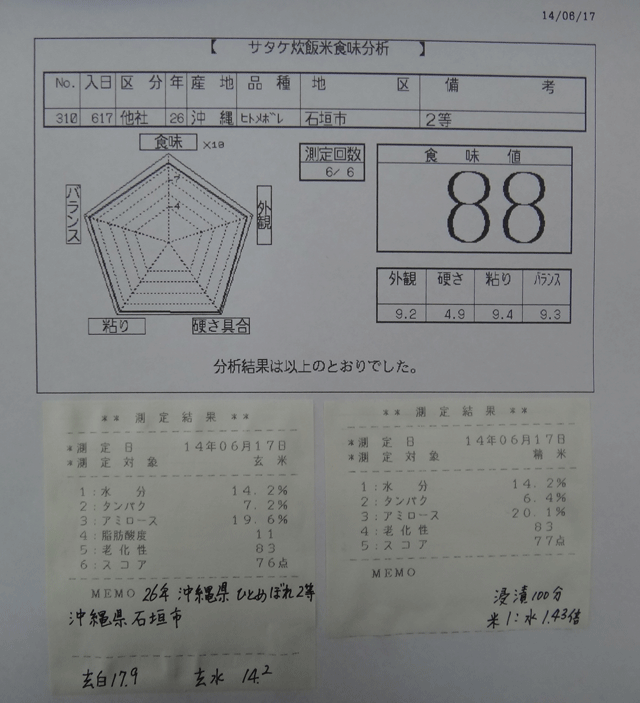 14/06/17
【 サタケ炊飯米食味分析 】
No. 入日 区 分 年 産 地 品 種 地 区 備 考
310 617 他社 26 沖 縄 ﾋﾄﾒﾎﾞﾚ 石垣市 2等
食味 ×10
7
4
バランス
外観
粘り
硬さ具合
測定回数
6/ 6
食 味 値
88
外観 硬さ 粘り ﾊﾞﾗﾝｽ
9.2 4.9 9.4 9.3
分析結果は以上のとおりでした。
** 測 定 結 果 **
*測 定 日 14年06月17日
*測 定 対 象 玄 米
1:水 分 14.2%
2:タンパク 7.2%
3:アミロース 19.6%
4:脂肪酸度 11
5:老化性 83
6:スコア 76点
MEMO 26年 沖縄県 ひとめぼれ2等
沖縄県石垣市
玄白17.9 玄水 14.2
** 測 定 結 果 **
*測 定 日 14年06月17日
*測 定 対 象 精 米
1:水 分 14.2%
2:タンパク 6.4%
3:アミロース 20.1%
4:老化性 83
5:スコア 77点
MEMO
浸漬100分
米1:水1.43倍